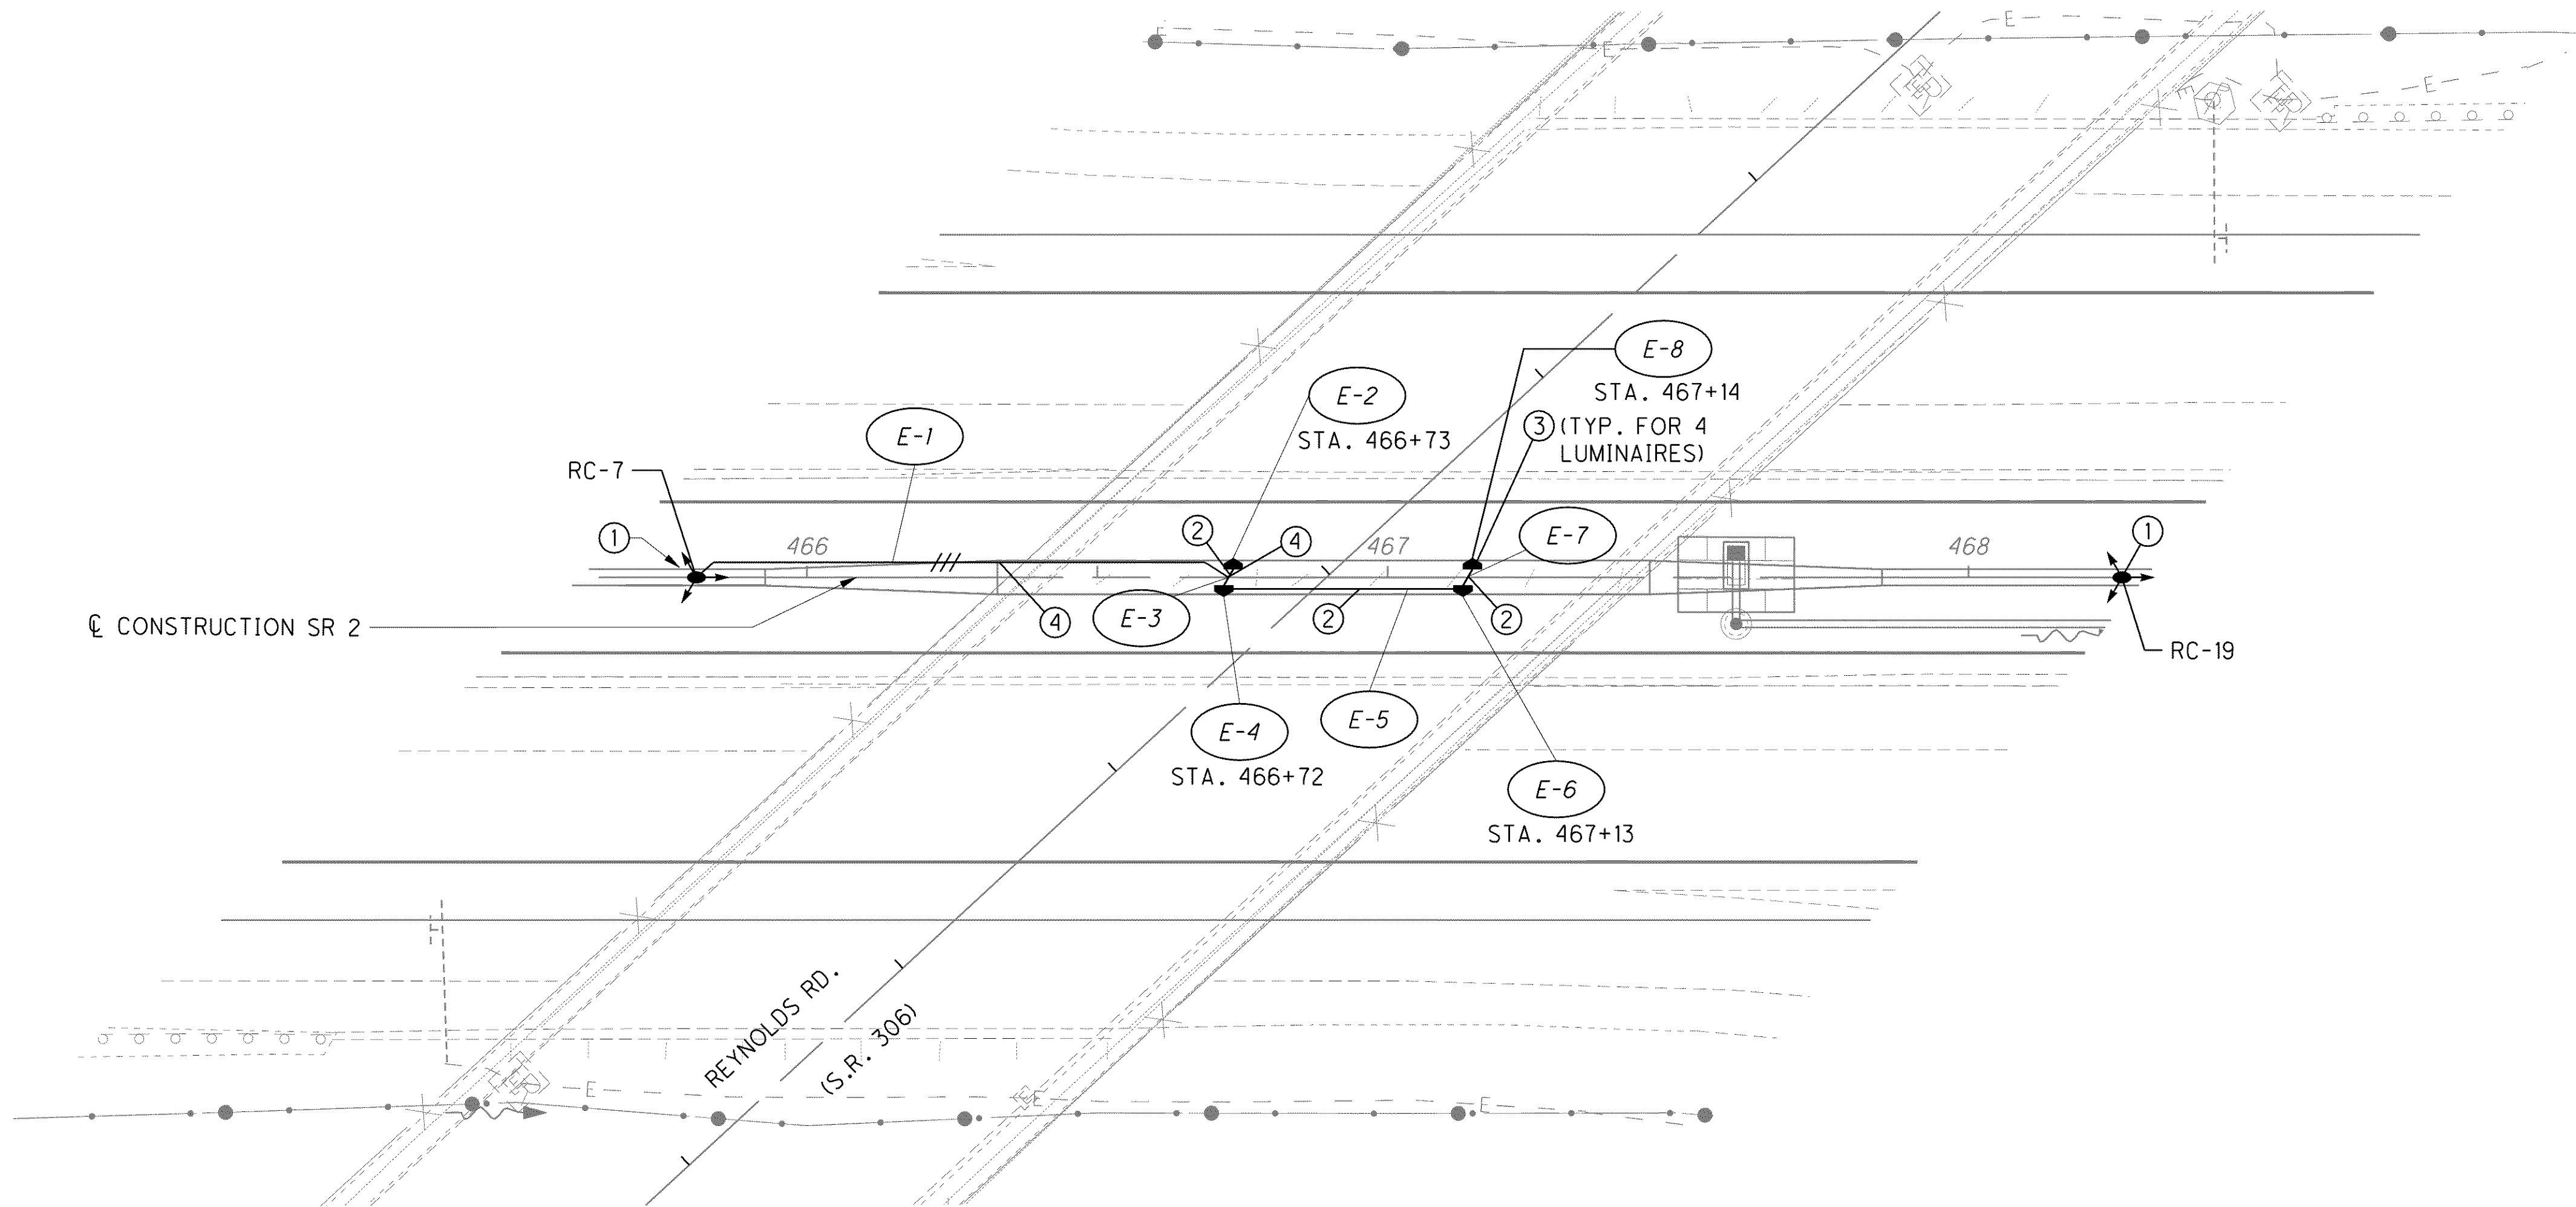 E
E
E
E
E-8
STA. 467+14
E-2
STA. 466+73
3 (TYP. FOR 4
LUMINAIRES)
E-1
RC-7
1
466
2
4
467
E-7
468
1
℄ CONSTRUCTION SR 2
4
E-3
2
2
RC-19
E-4
STA. 466+72
E-5
E-6
STA. 467+13
REYNOLDS RD.
(S.R. 306)
E
E
E